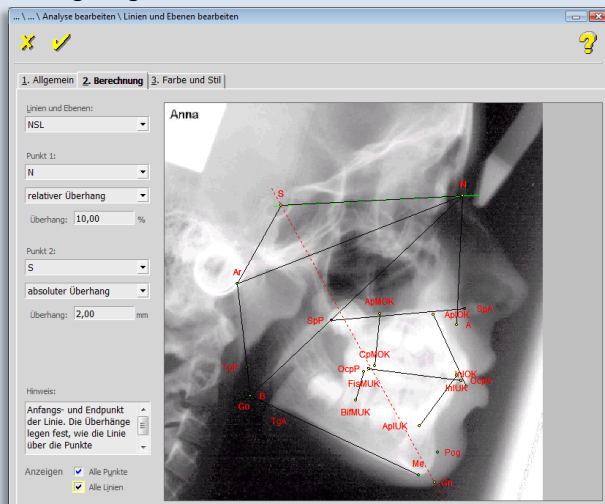 ... \ ... \ Analyse bearbeiten \ Linien und Ebenen bearbeiten
1. Allgemein 2. Berechnung 3. Farbe und Stil
Linien und Ebenen:
NSL
Punkt 1:
N
relativer Überhang
Überhang: 10,00 %
Punkt 2:
S
absoluter Überhang
Überhang: 2,00 mm
Hinweis:
Anfangs- und Endpunkt
der Linie. Die Überhänge
legen fest, wie die Linie
über die Punkte
Anzeigen Alle Punkte
Alle Linien
Anna
N
S
Ar
ApMOK
SpA
SpP
ApIOK
A
CpMOK
OcpP
InIOK
FisMUK
InIUK
B
Go
BifMUK
TgA
ApIUK
Pog
Me
Gn